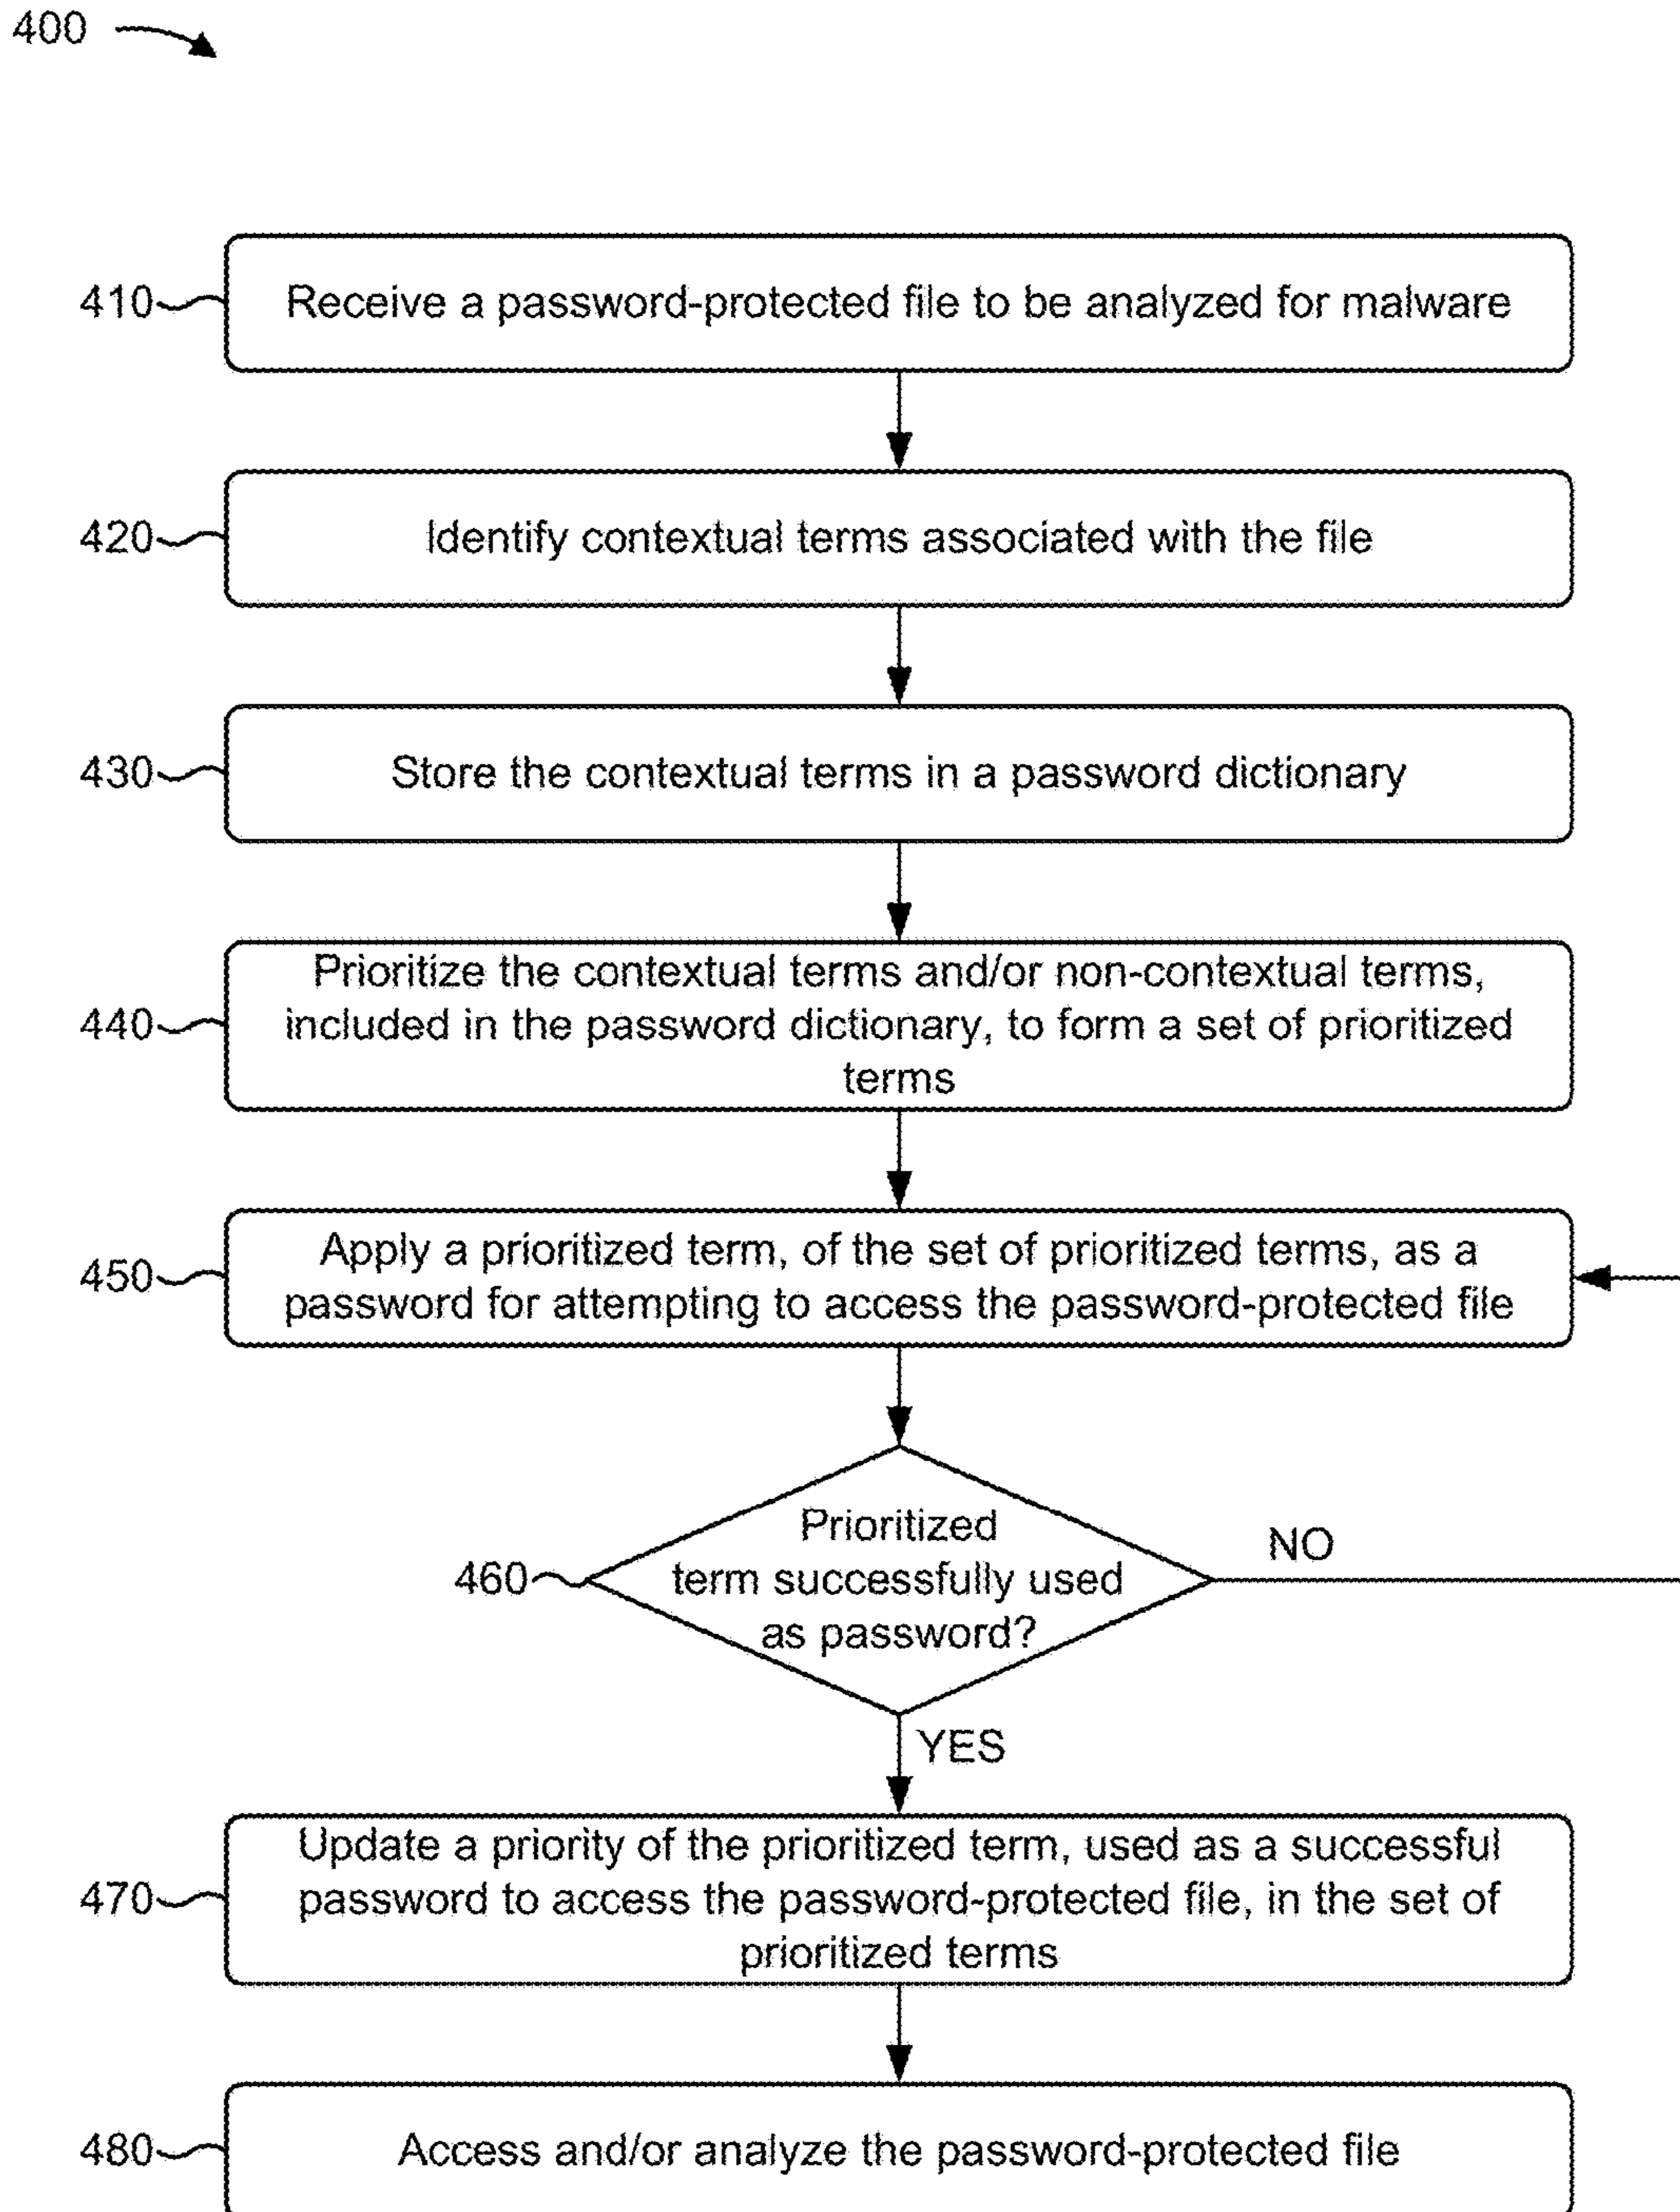 400
410
Receive a password-protected file to be analyzed for malware
420
Identify contextual terms associated with the file
430
Store the contextual terms in a password dictionary
440
Prioritize the contextual terms and/or non-contextual terms,
included in the password dictionary, to form a set of prioritized
terms
450
Apply a prioritized term, of the set of prioritized terms, as a
password for attempting to access the password-protected file
460
Prioritized
term successfully used
as password?
NO
YES
470
Update a priority of the prioritized term, used as a successful
password to access the password-protected file, in the set of
prioritized terms
480
Access and/or analyze the password-protected file